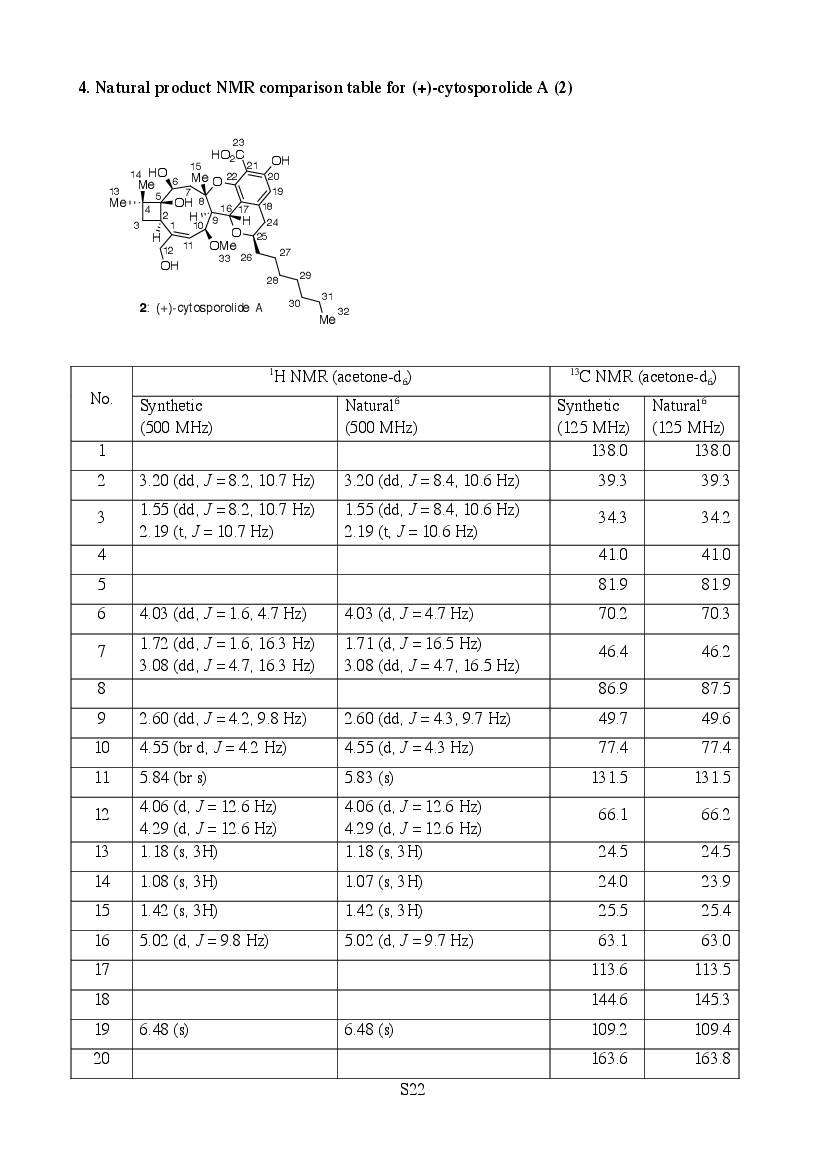 4. Natural product NMR comparison table for (+)-cytosporolide A (2)
23
HO2C
21
OH
14 HO 15 22 20
Me 6 Me O 19
13 5 7 8 16 17 18
Me OH H H 24
4 2 10 9 O 25
3 1
H 11 OMe 27
12 33 26
OH 28 29
30 31
2: (+)-cytosporolide A Me 32
No. 1H NMR (acetone-d6) 13C NMR (acetone-d6)
Synthetic Natural6 Synthetic Natural6
(500 MHz) (500 MHz) (125 MHz) (125 MHz)
1 138.0 138.0
2 3.20 (dd, J = 8.2, 10.7 Hz) 3.20 (dd, J = 8.4, 10.6 Hz) 39.3 39.3
3 1.55 (dd, J = 8.2, 10.7 Hz) 1.55 (dd, J = 8.4, 10.6 Hz) 34.3 34.2
2.19 (t, J = 10.7 Hz) 2.19 (t, J = 10.6 Hz)
4 41.0 41.0
5 81.9 81.9
6 4.03 (dd, J = 1.6, 4.7 Hz) 4.03 (d, J = 4.7 Hz) 70.2 70.3
7 1.72 (dd, J = 1.6, 16.3 Hz) 1.71 (d, J = 16.5 Hz) 46.4 46.2
3.08 (dd, J = 4.7, 16.3 Hz) 3.08 (dd, J = 4.7, 16.5 Hz)
8 86.9 87.5
9 2.60 (dd, J = 4.2, 9.8 Hz) 2.60 (dd, J = 4.3, 9.7 Hz) 49.7 49.6
10 4.55 (br d, J = 4.2 Hz) 4.55 (d, J = 4.3 Hz) 77.4 77.4
11 5.84 (br s) 5.83 (s) 131.5 131.5
12 4.06 (d, J = 12.6 Hz) 4.06 (d, J = 12.6 Hz) 66.1 66.2
4.29 (d, J = 12.6 Hz) 4.29 (d, J = 12.6 Hz)
13 1.18 (s, 3H) 1.18 (s, 3H) 24.5 24.5
14 1.08 (s, 3H) 1.07 (s, 3H) 24.0 23.9
15 1.42 (s, 3H) 1.42 (s, 3H) 25.5 25.4
16 5.02 (d, J = 9.8 Hz) 5.02 (d, J = 9.7 Hz) 63.1 63.0
17 113.6 113.5
18 144.6 145.3
19 6.48 (s) 6.48 (s) 109.2 109.4
20 163.6 163.8
S22